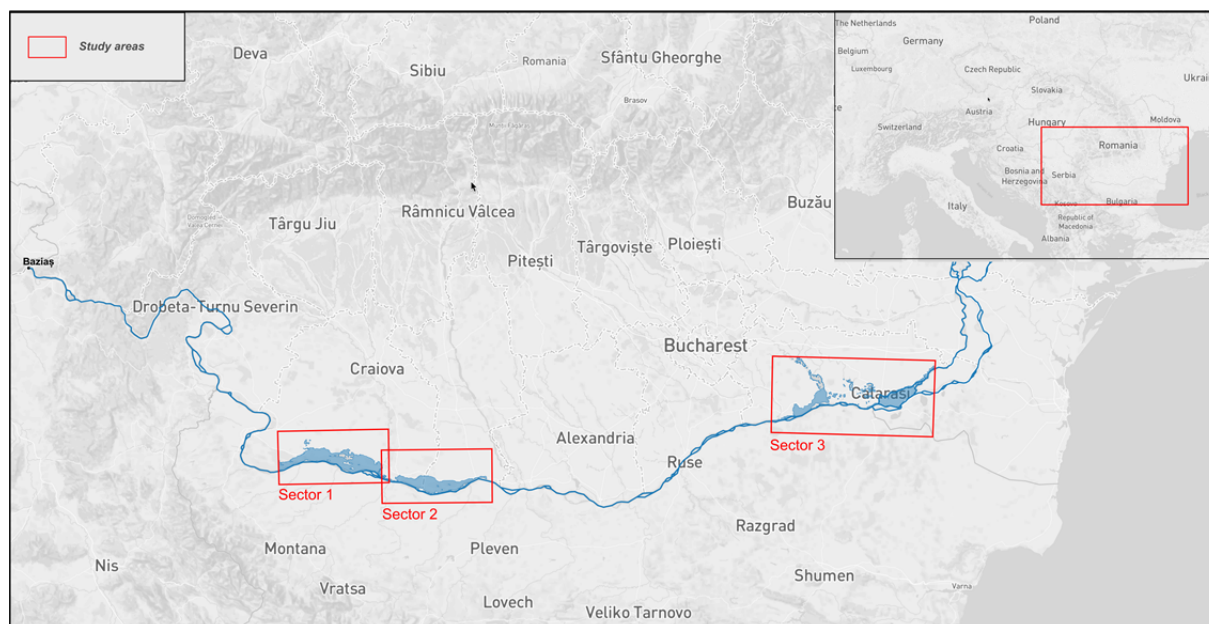 Study areas
Deva
Sibiu
Romania
Sfântu Gheorghe
Brasov
Munții Făgăraș
Târgu Jiu
Râmnicu Vâlcea
Buzău
Târgoviște
Ploiești
Pitești
Baziaș
Drobeta-Turnu Severin
Bucharest
Craiova
Călărași
Alexandria
Sector 3
Ruse
Sector 1
Sector 2
Razgrad
Montana
Pleven
Nis
Vratsa
Shumen
Varna
Lovech
Veliko Tarnovo
The Netherlands
Poland
Germany
Belgium
Luxembourg
Czech Republic
Ukrai
Slovakia
Austria
Moldova
Hungary
Switzerland
Romania
Croatia
Bosnia and
Herzegovina
Serbia
Italy
Kosovo
Bulgaria
Republic of
Macedonia
Albania